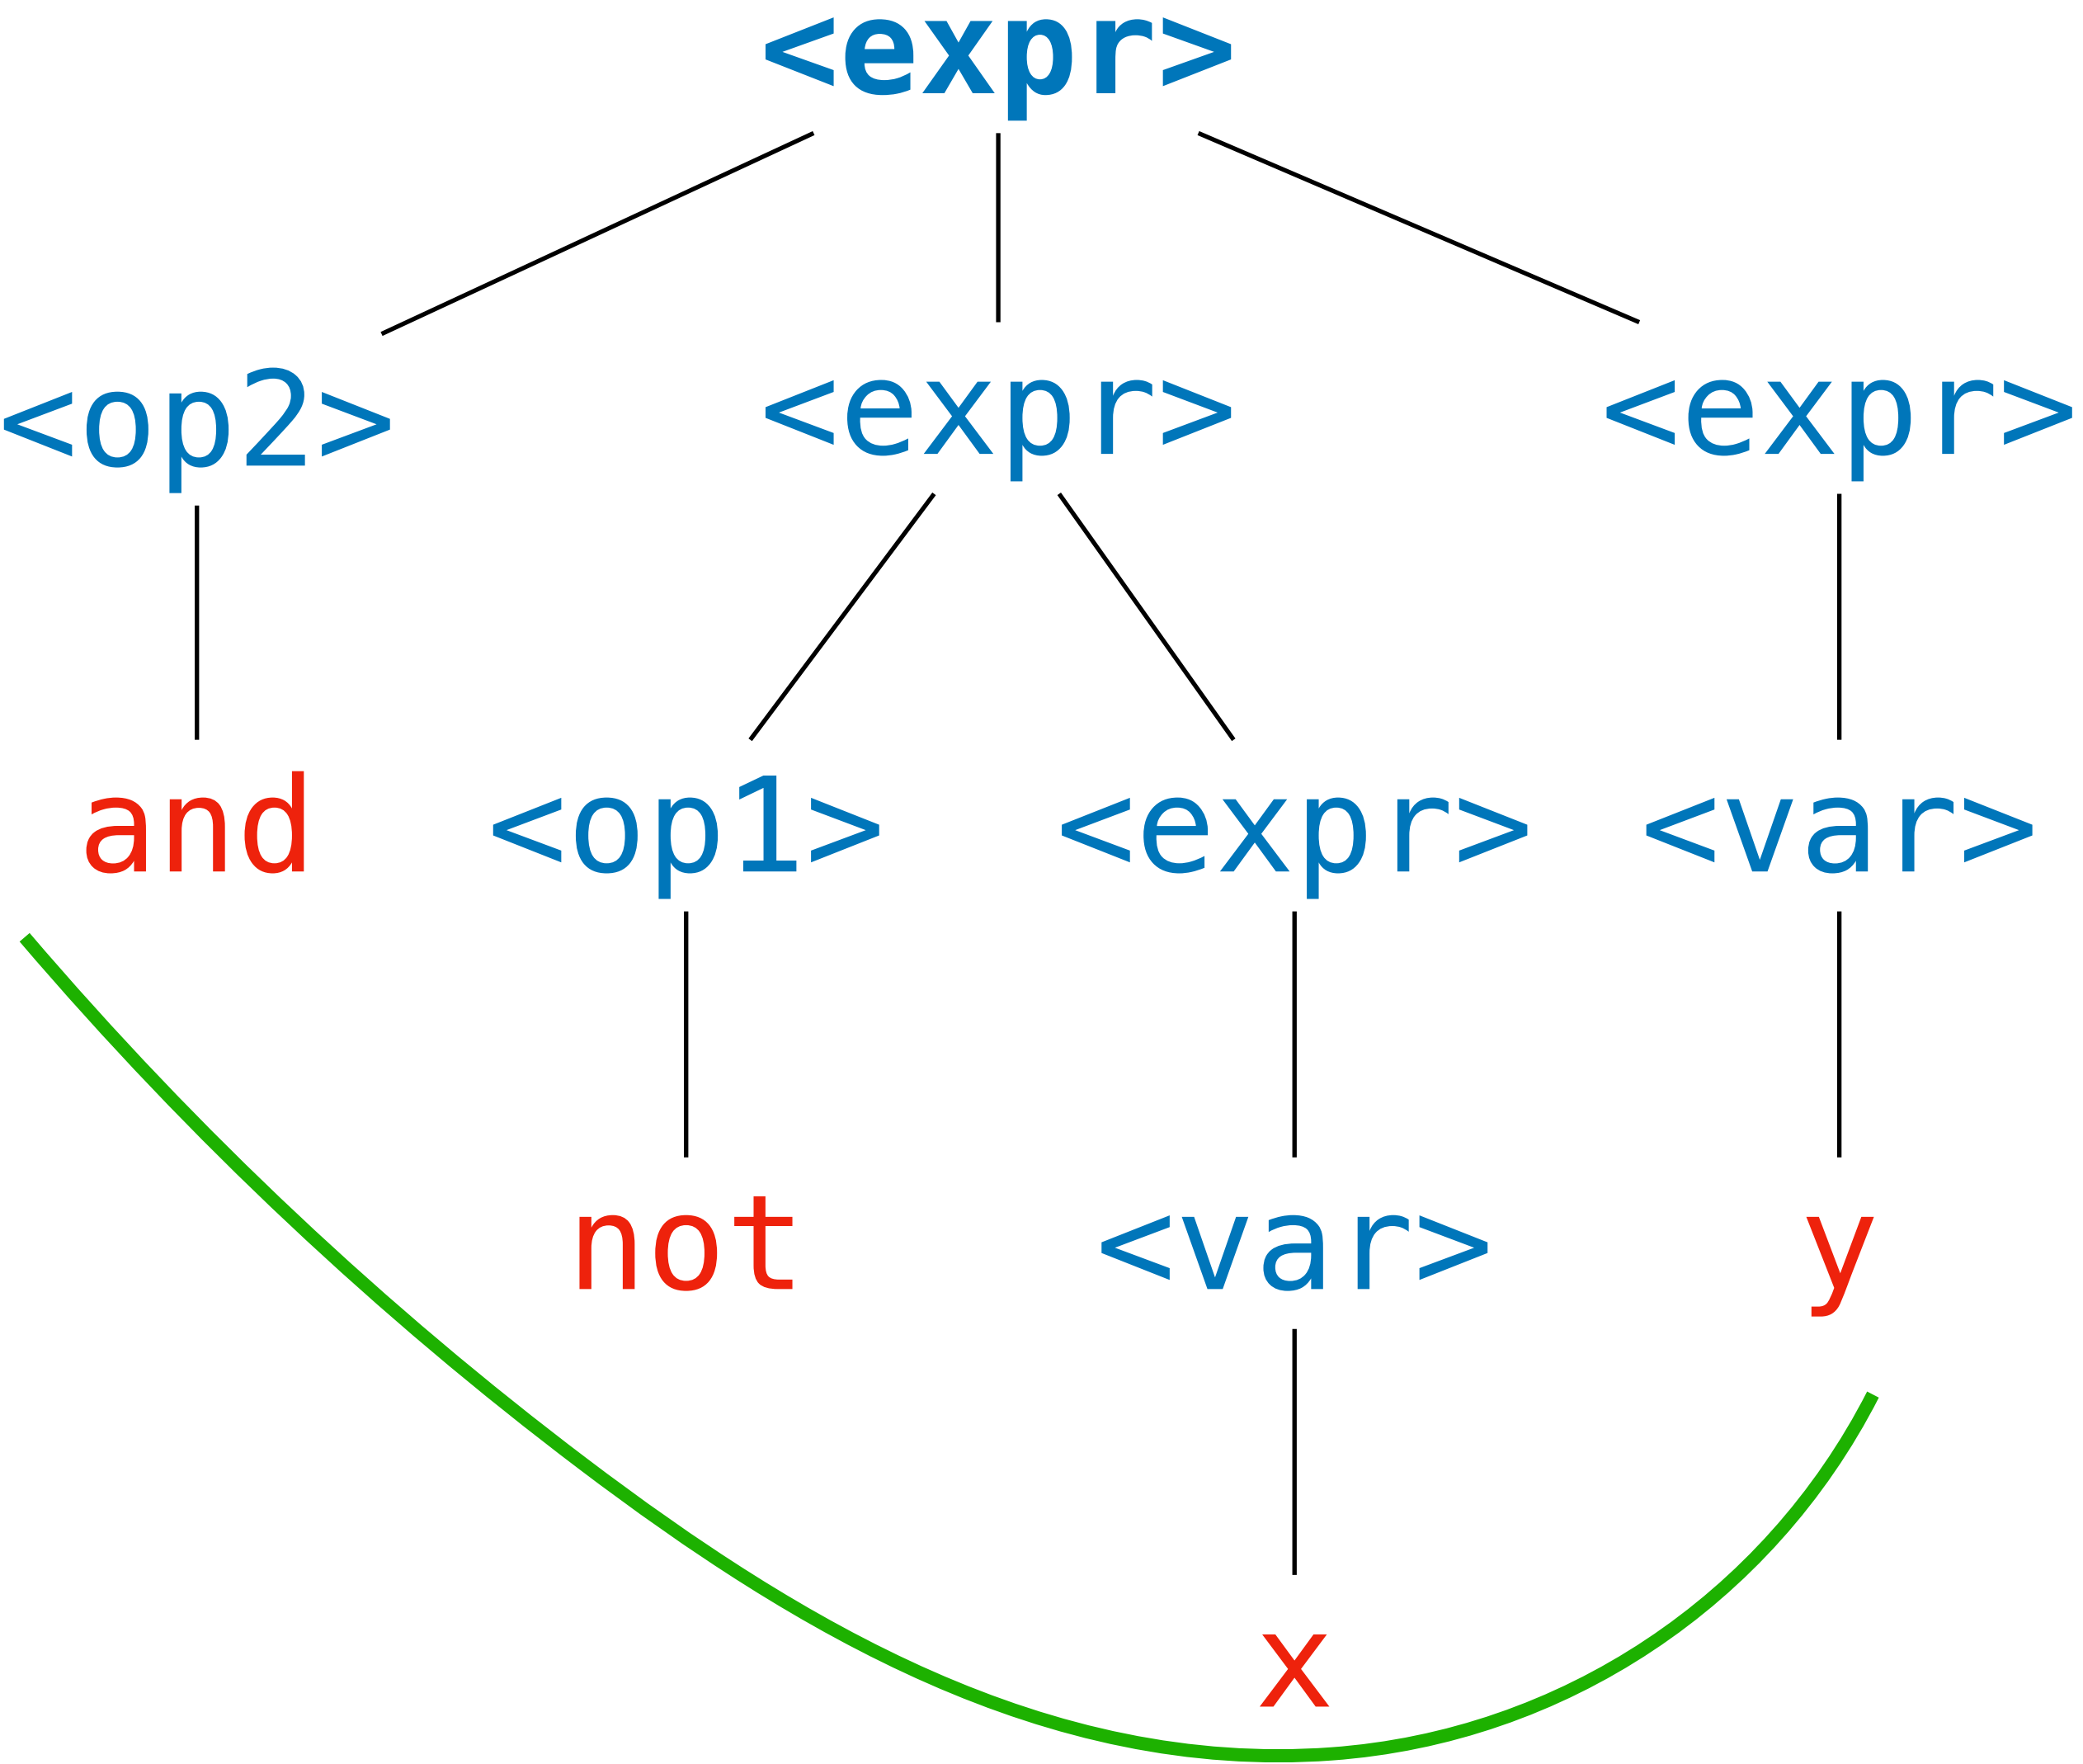 <expr>
<op2> <expr> <expr>
and <op1> <expr> <var>
not <var> y
x